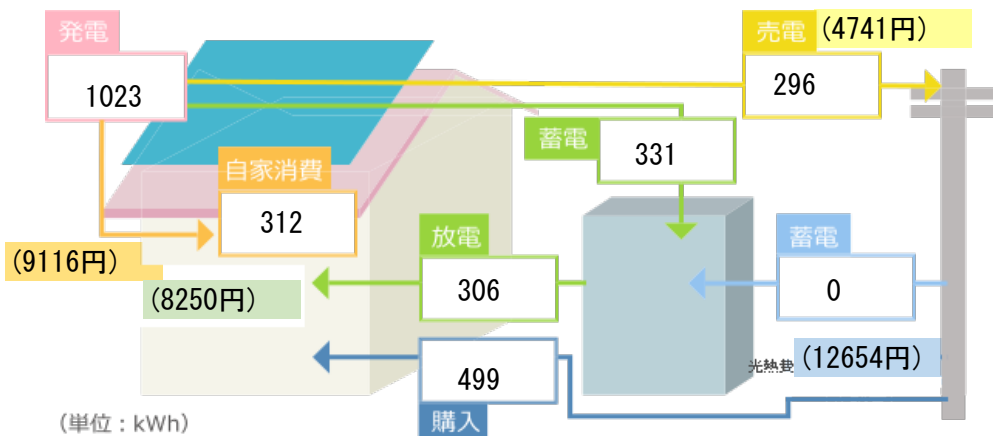 発電
1023
売電 (4741円)
296
蓄電
331
自家消費
312
(9116円)
(8250円)
放電
306
蓄電
0
光熱費 (12654円)
499
購入
(単位：kWh)